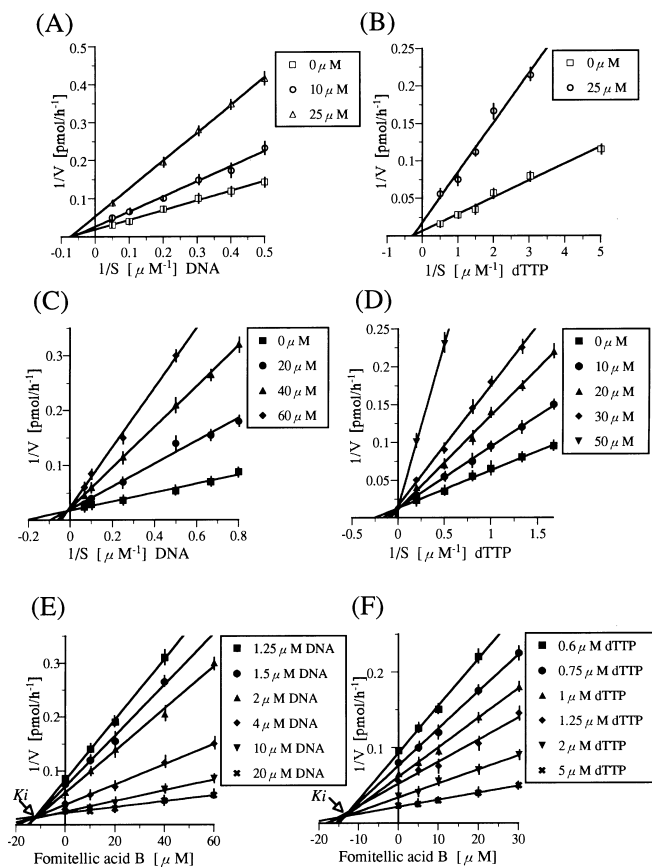 (A)
0.5
0.4
0.3
0.2
0.1
1/V [pmol/h⁻¹]
-0.1 0 0.1 0.2 0.3 0.4 0.5
1/S [μM⁻¹] DNA
0 μM
10 μM
25 μM
(B)
0.25
0.20
0.15
0.10
0.05
1/V [pmol/h⁻¹]
-1 0 1 2 3 4 5
1/S [μM⁻¹] dTTP
0 μM
25 μM
(C)
0.3
0.2
0.1
1/V [pmol/h⁻¹]
-0.2 0 0.2 0.4 0.6 0.8
1/S [μM⁻¹] DNA
0 μM
20 μM
40 μM
60 μM
(D)
0.25
0.20
0.15
0.10
0.05
1/V [pmol/h⁻¹]
-0.5 0 0.5 1.0 1.5
1/S [μM⁻¹] dTTP
0 μM
10 μM
20 μM
30 μM
50 μM
(E)
0.3
0.2
0.1
1/V [pmol/h⁻¹]
Ki
-20 0 20 40 60
Fomitellic acid B [μM]
1.25 μM DNA
1.5 μM DNA
2 μM DNA
4 μM DNA
10 μM DNA
20 μM DNA
(F)
0.2
0.1
1/V [pmol/h⁻¹]
Ki
-20 -10 0 10 20 30
Fomitellic acid B [μM]
0.6 μM dTTP
0.75 μM dTTP
1 μM dTTP
1.25 μM dTTP
2 μM dTTP
5 μM dTTP